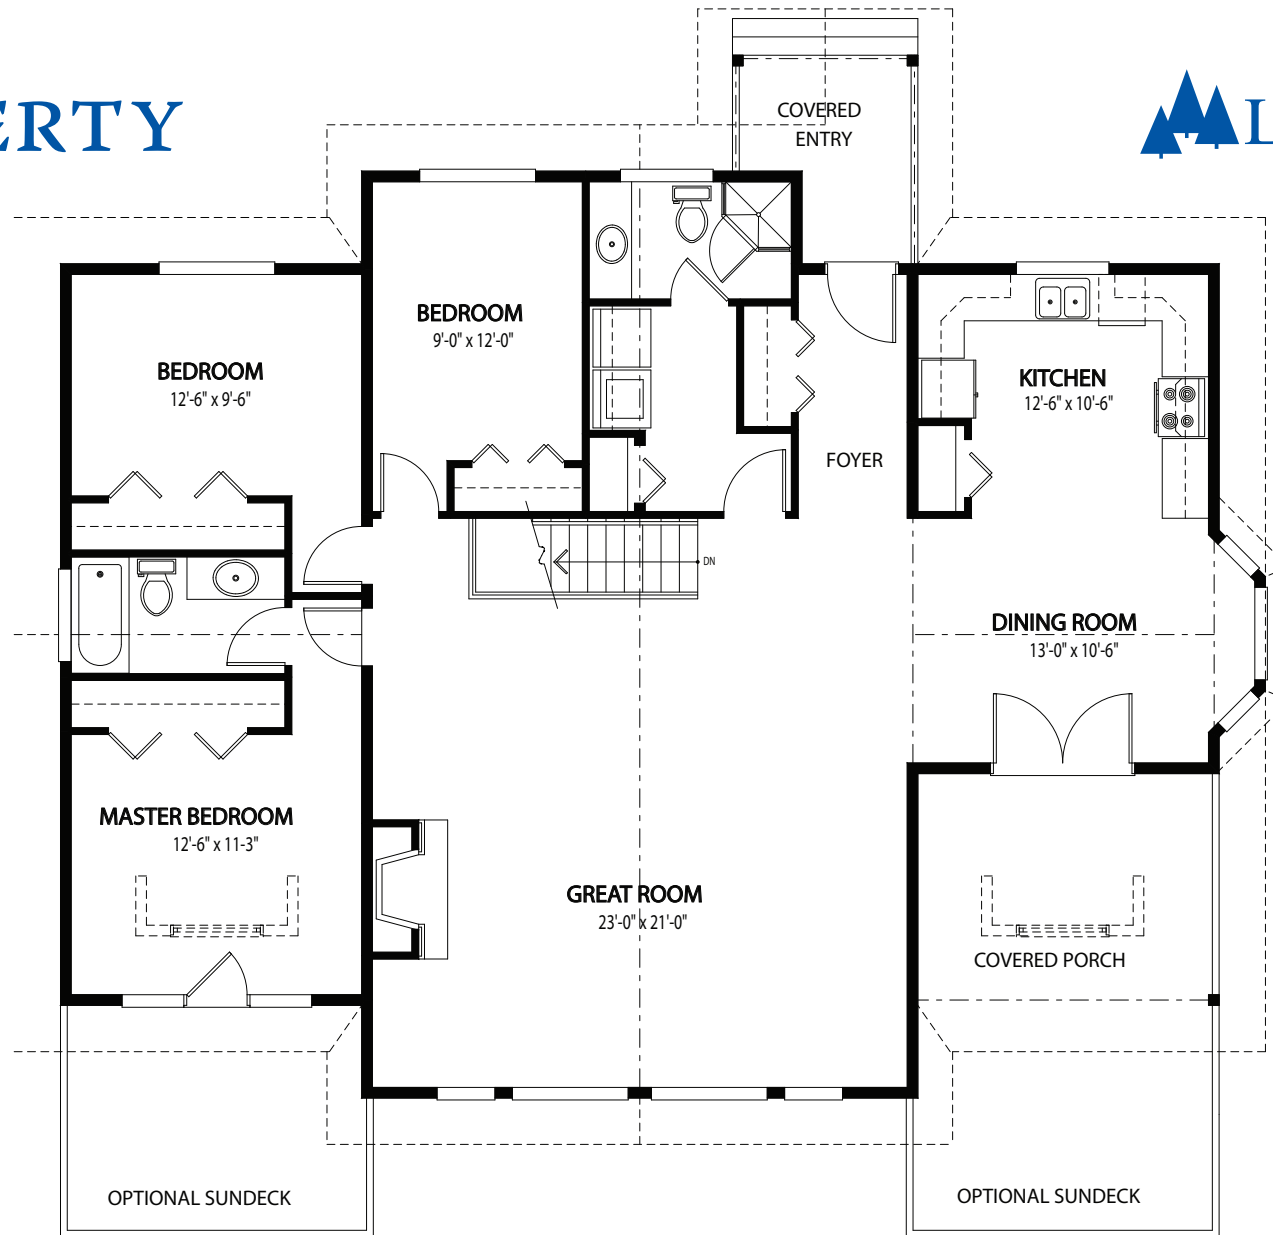 ERTY
L
COVERED
ENTRY
BEDROOM
9'-0" x 12'-0"
BEDROOM
12'-6" x 9'-6"
KITCHEN
12'-6" x 10'-6"
FOYER
DN
DINING ROOM
13'-0" x 10'-6"
MASTER BEDROOM
12'-6" x 11-3"
GREAT ROOM
23'-0" x 21'-0"
COVERED PORCH
OPTIONAL SUNDECK
OPTIONAL SUNDECK